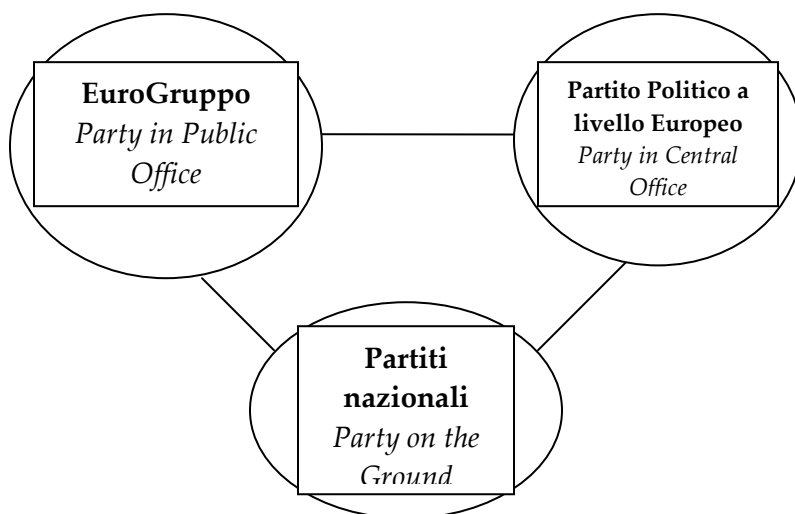 EuroGruppo
Party in Public
Office
Partito Politico a
livello Europeo
Party in Central
Office
Partiti
nazionali
Party on the
Ground